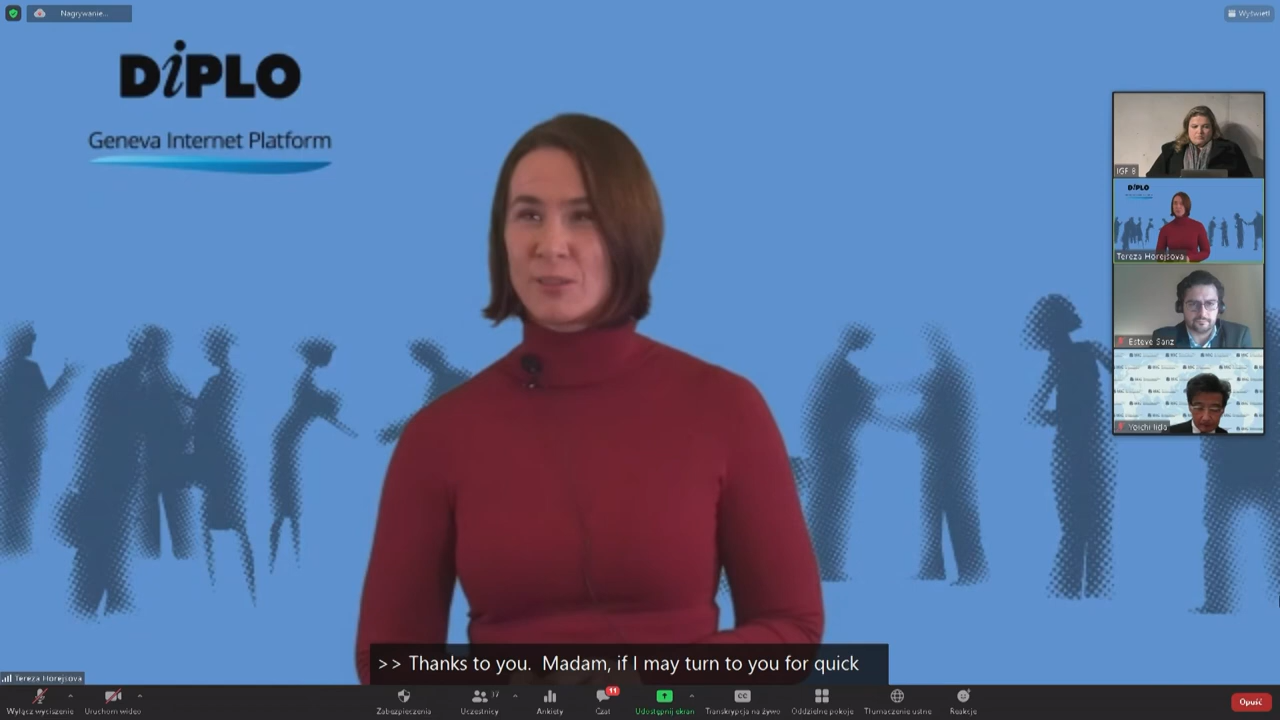 Nagrywanie...
Wyświetl
DiPLO
Geneva Internet Platform
IGF 8
DiPLO
Tereza Horejsova
Esteve Sanz
Yoichi Iida
>> Thanks to you. Madam, if I may turn to you for quick
Tereza Horejsova
Wyłącz wyciszenie
Uruchom wideo
Zabezpieczenia
Uczestnicy
37
Ankiety
Czat
11
Udostępnij ekran
CC
Transkrypcja na żywo
Oddzielne pokoje
Tłumaczenie ustne
Reakcje
Opuść